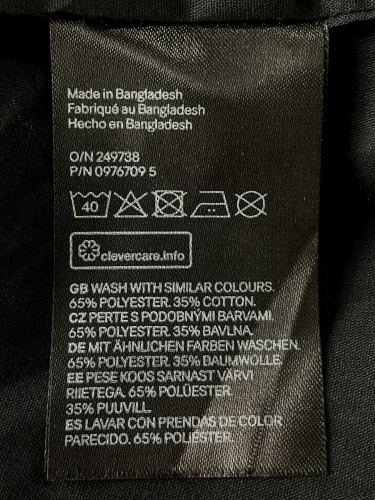 Made in Bangladesh
Fabriqué au Bangladesh
Hecho en Bangladesh
O/N 249738
P/N 0976709 5
40
clevercare.info
GB WASH WITH SIMILAR COLOURS.
65% POLYESTER. 35% COTTON.
CZ PERTE S PODOBNÝMI BARVAMI.
65% POLYESTER. 35% BAVLNA.
DE MIT ÄHNLICHEN FARBEN WASCHEN.
65% POLYESTER. 35% BAUMWOLLE.
EE PESE KOOS SARNAST VÄRVI
RIIETEGA. 65% POLÜESTER.
35% PUUVILL.
ES LAVAR CON PRENDAS DE COLOR
PARECIDO. 65% POLIÉSTER.